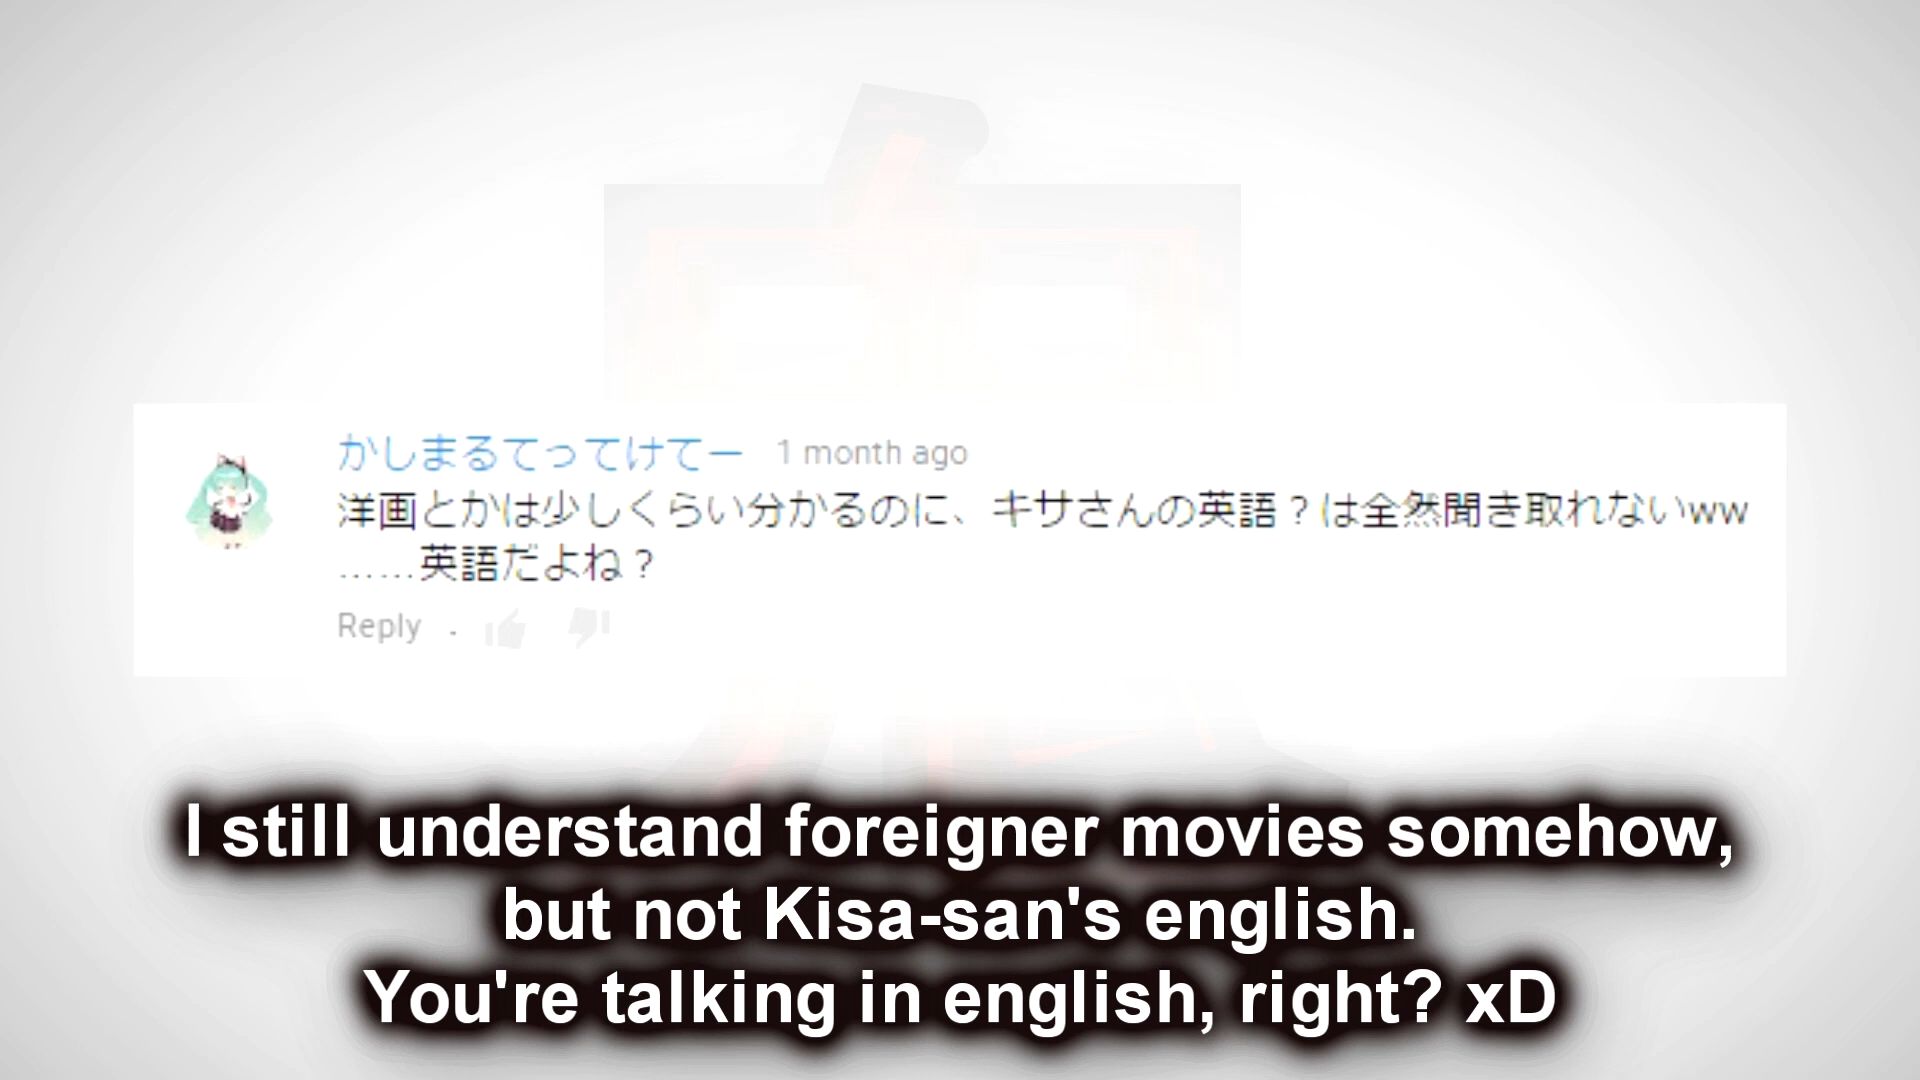 かしまるてってけてー 1 month ago
洋画とかは少しくらい分かるのに、キサさんの英語？は全然聞き取れないww
……英語だよね？
Reply .
I still understand foreigner movies somehow,
but not Kisa-san's english.
You're talking in english, right? xD